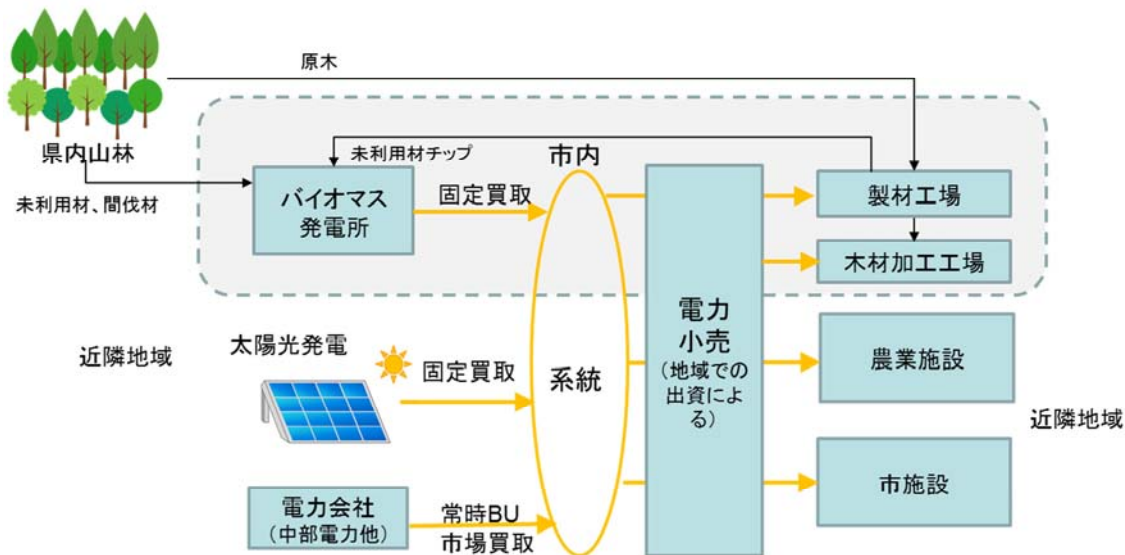 原木
県内山林
未利用材、間伐材
未利用材チップ
市内
バイオマス
発電所
固定買取
製材工場
木材加工工場
近隣地域
太陽光発電
固定買取
系統
電力
小売
（地域での
出資によ
る）
農業施設
近隣地域
市施設
電力会社
（中部電力他）
常時BU
市場買取